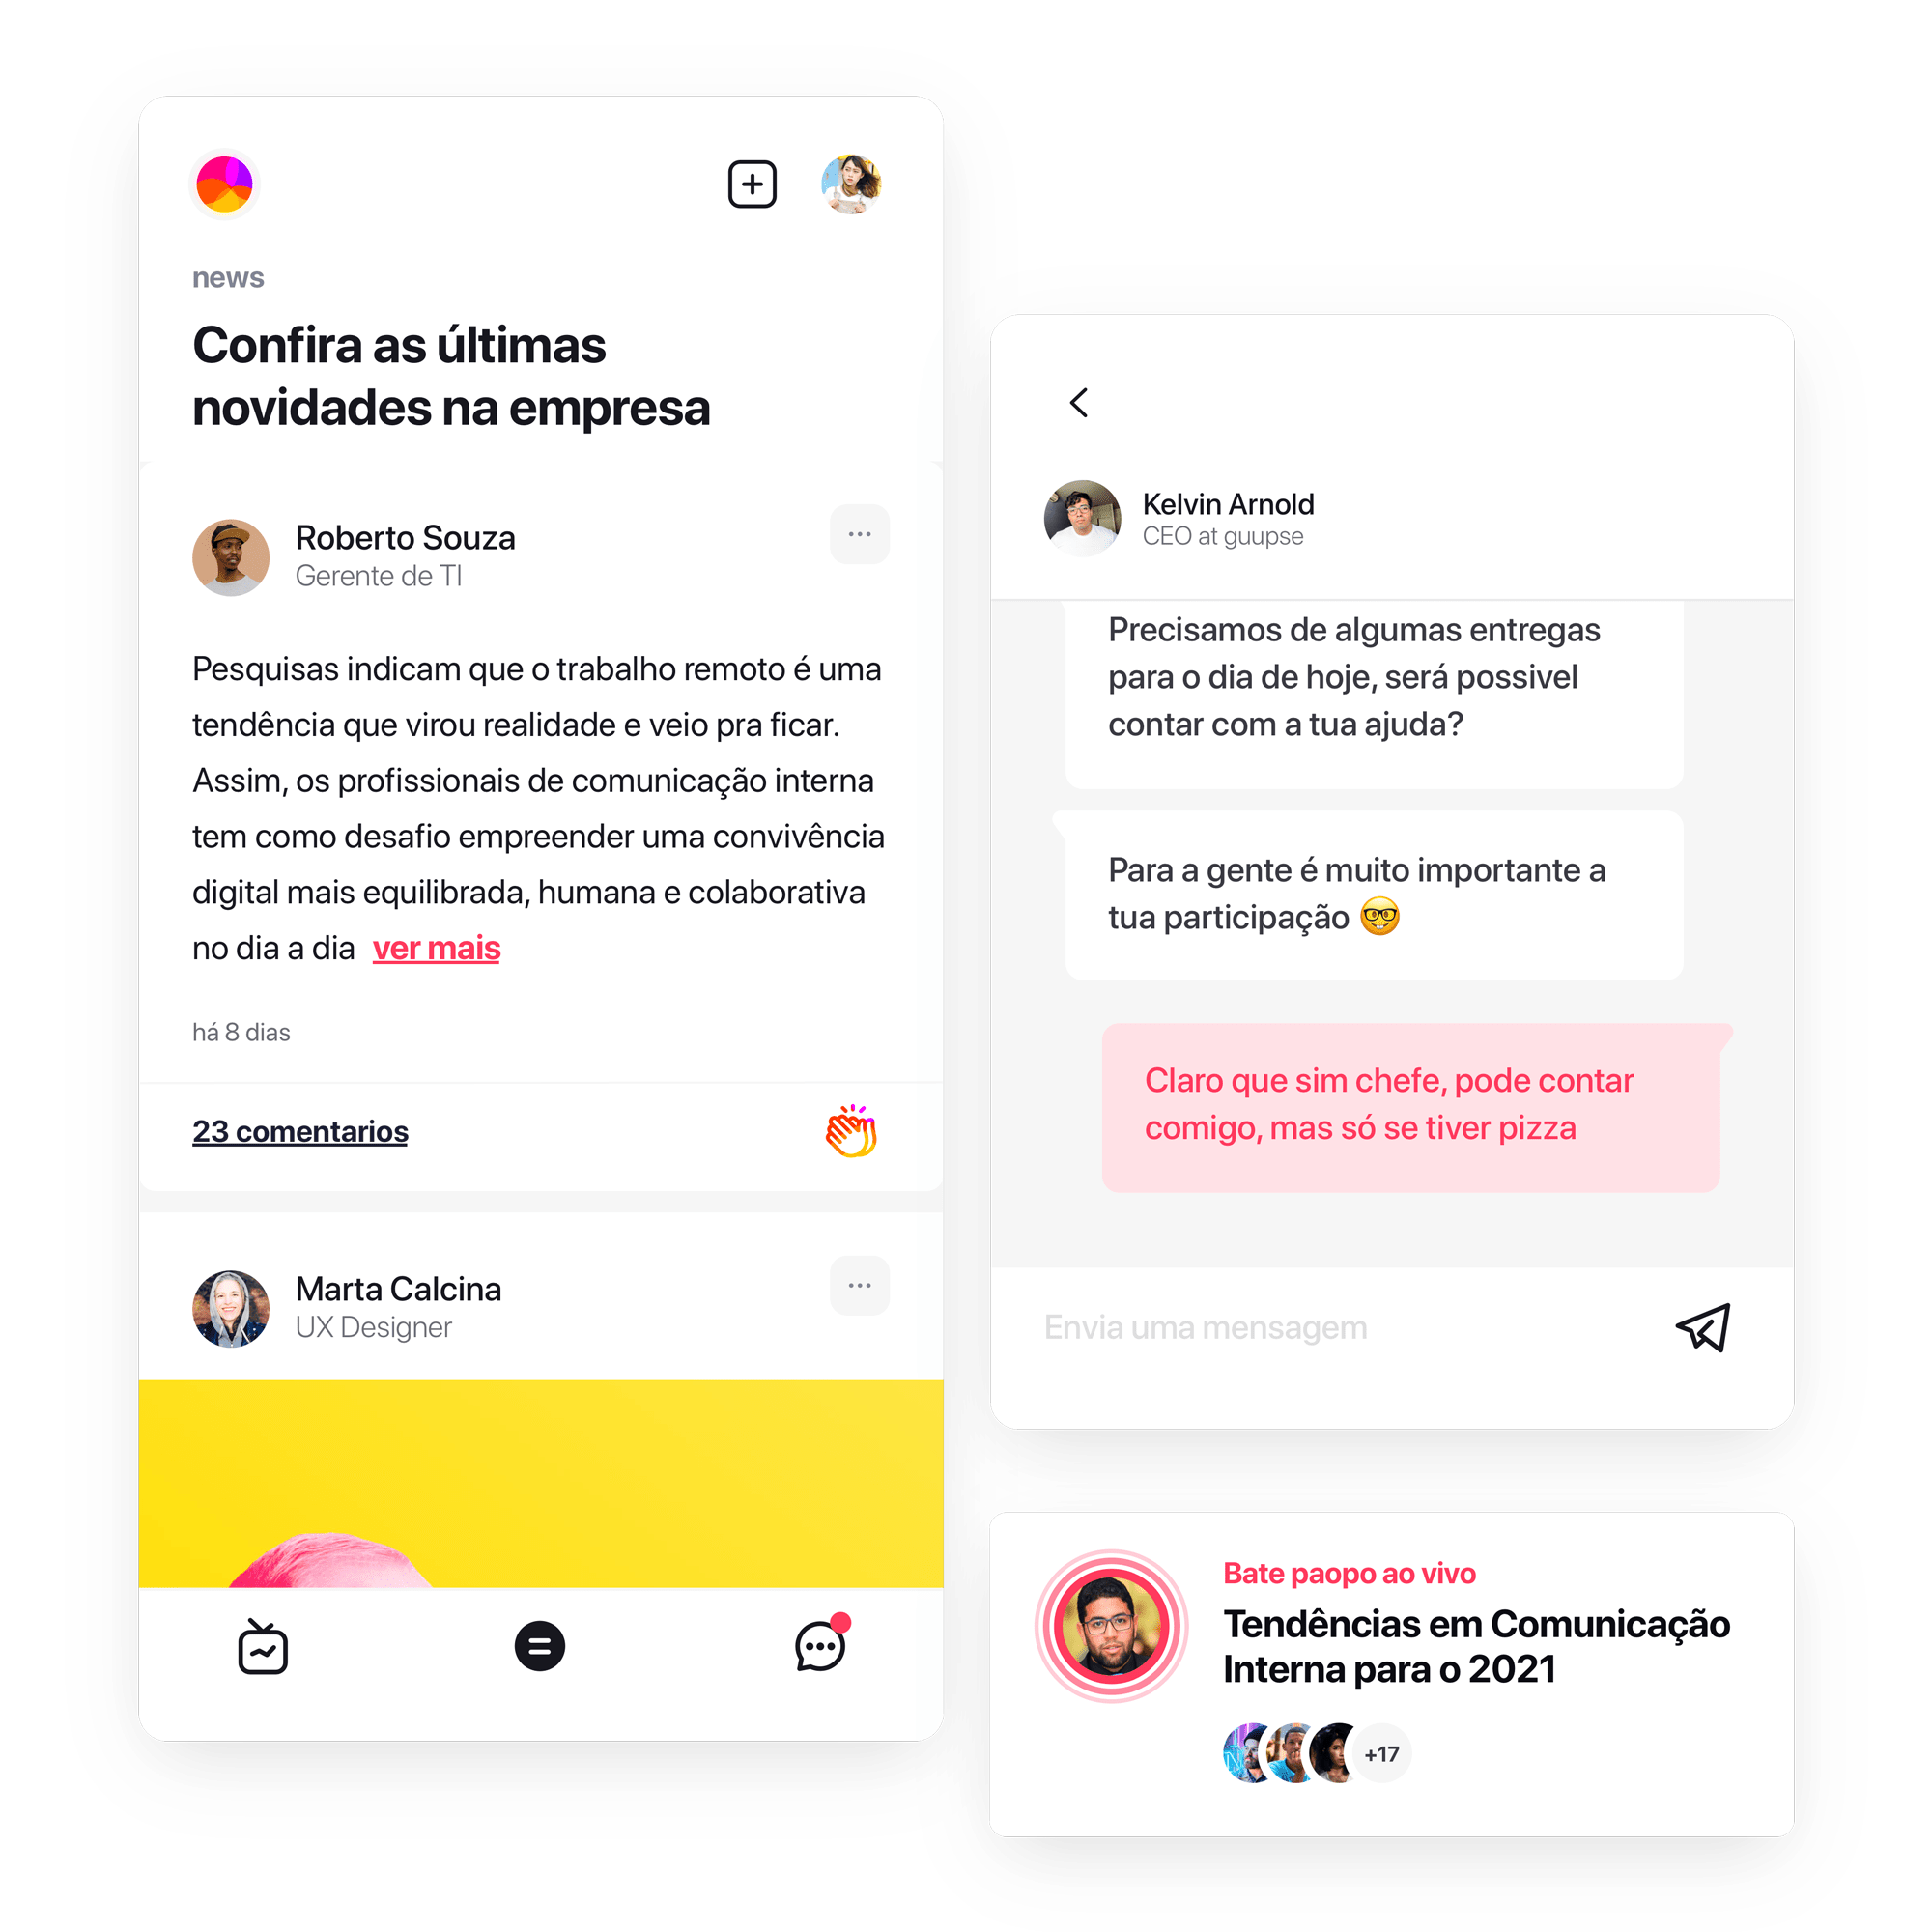 news
Confira as últimas
novidades na empresa
Roberto Souza
Gerente de TI
Pesquisas indicam que o trabalho remoto é uma
tendência que virou realidade e veio pra ficar.
Assim, os profissionais de comunicação interna
tem como desafio empreender uma convivência
digital mais equilibrada, humana e colaborativa
no dia a dia ver mais
há 8 dias
23 comentarios
Marta Calcina
UX Designer
Kelvin Arnold
CEO at guupse
Precisamos de algumas entregas
para o dia de hoje, será possivel
contar com a tua ajuda?
Para a gente é muito importante a
tua participação 🤓
Claro que sim chefe, pode contar
comigo, mas só se tiver pizza
Envia uma mensagem
Bate paopo ao vivo
Tendências em Comunicação
Interna para o 2021
+17